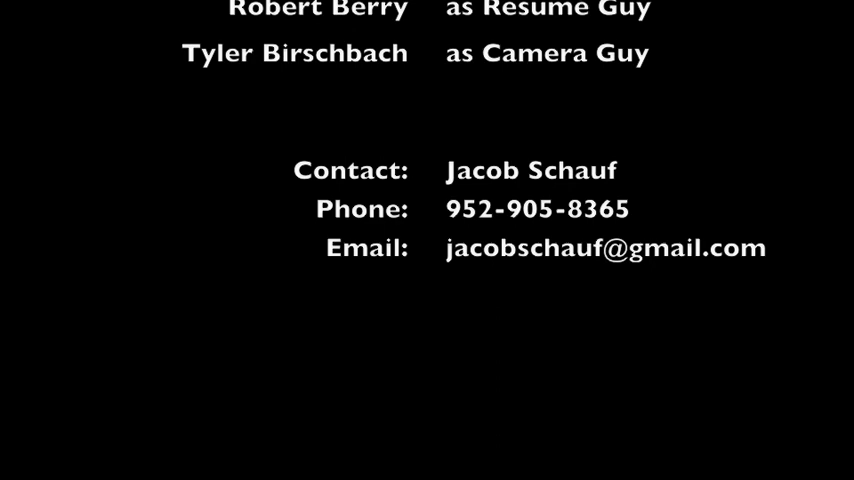 Robert Berry as Resume Guy
Tyler Birschbach as Camera Guy
Contact: Jacob Schauf
Phone: 952-905-8365
Email: jacobschauf@gmail.com